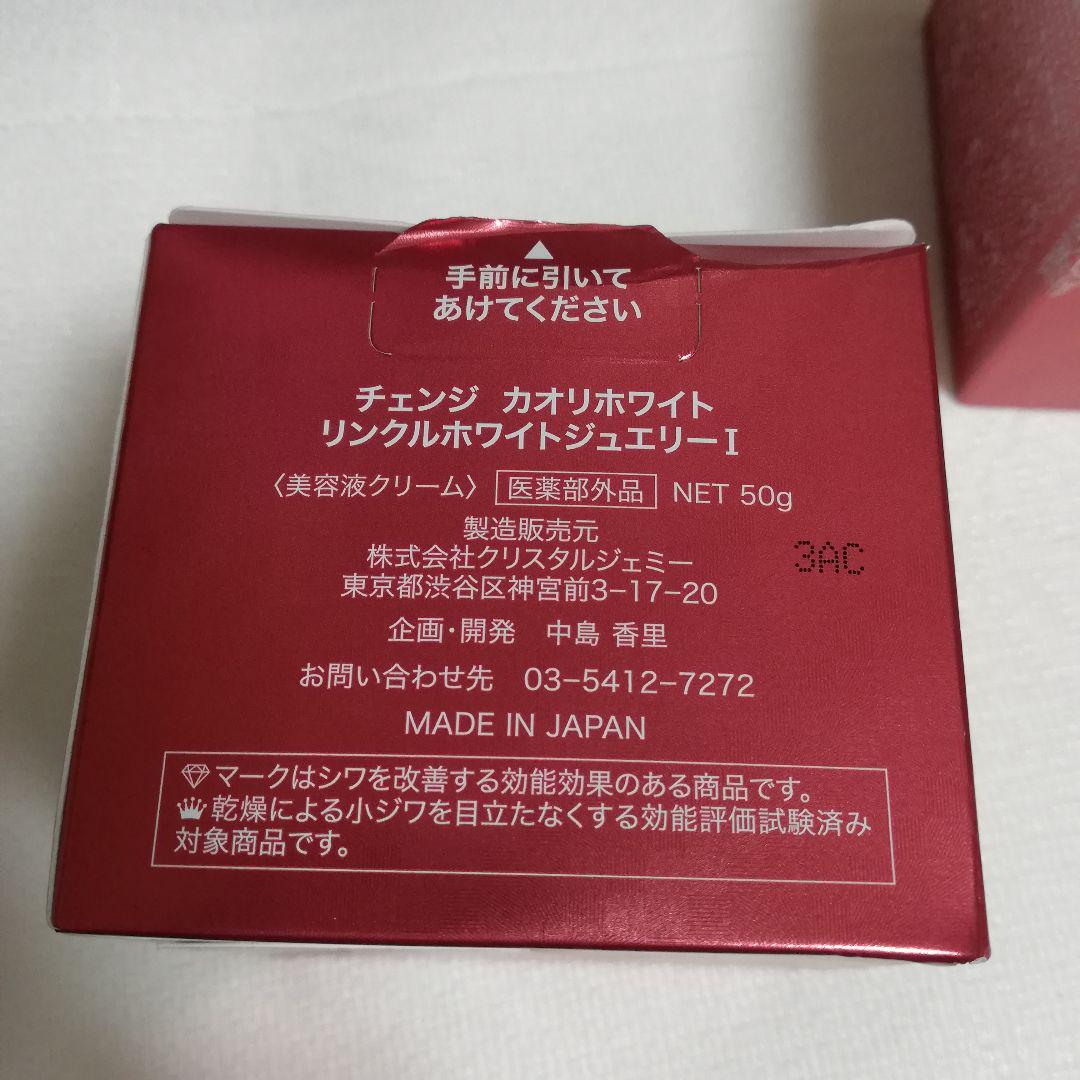 手前に引いて
あけてください
チェンジ カオリホワイト
リンクルホワイトジュエリーI
〈美容液クリーム〉 医薬部外品 NET 50g
製造販売元
株式会社クリスタルジェミー
東京都渋谷区神宮前3-17-20
3AC
企画・開発 中島 香里
お問い合わせ先 03-5412-7272
MADE IN JAPAN
マークはシワを改善する効能効果のある商品です。
乾燥による小ジワを目立たなくする効能評価試験済み
対象商品です。